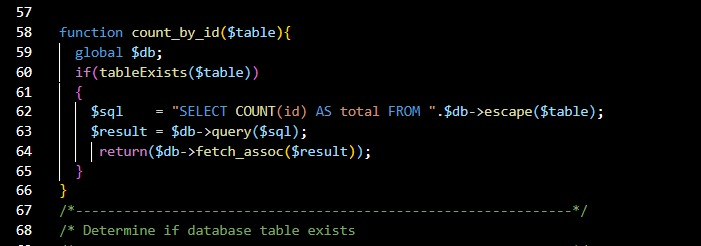 57
58 function count_by_id($table){
59 global $db;
60 if(tableExists($table))
61 {
62 $sql    = "SELECT COUNT(id) AS total FROM ".$db->escape($table);
63 $result = $db->query($sql);
64 return($db->fetch_assoc($result));
65 }
66 }
67 /*--------------------------------------------------------------*/
68 /* Determine if database table exists